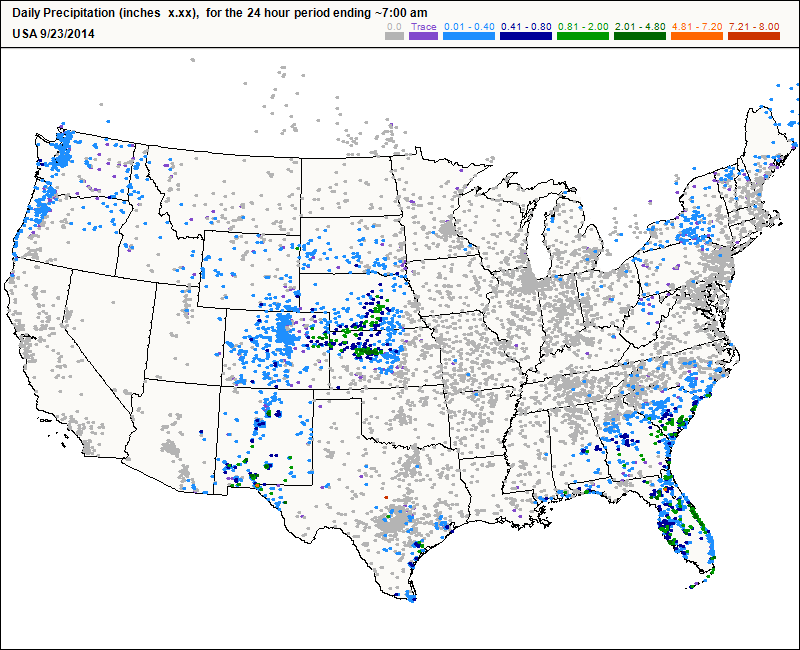 Daily Precipitation (inches x.xx), for the 24 hour period ending ~7:00 am
USA 9/23/2014
0.0 Trace 0.01 - 0.40 0.41 - 0.80 0.81 - 2.00 2.01 - 4.80 4.81 - 7.20 7.21 - 8.00